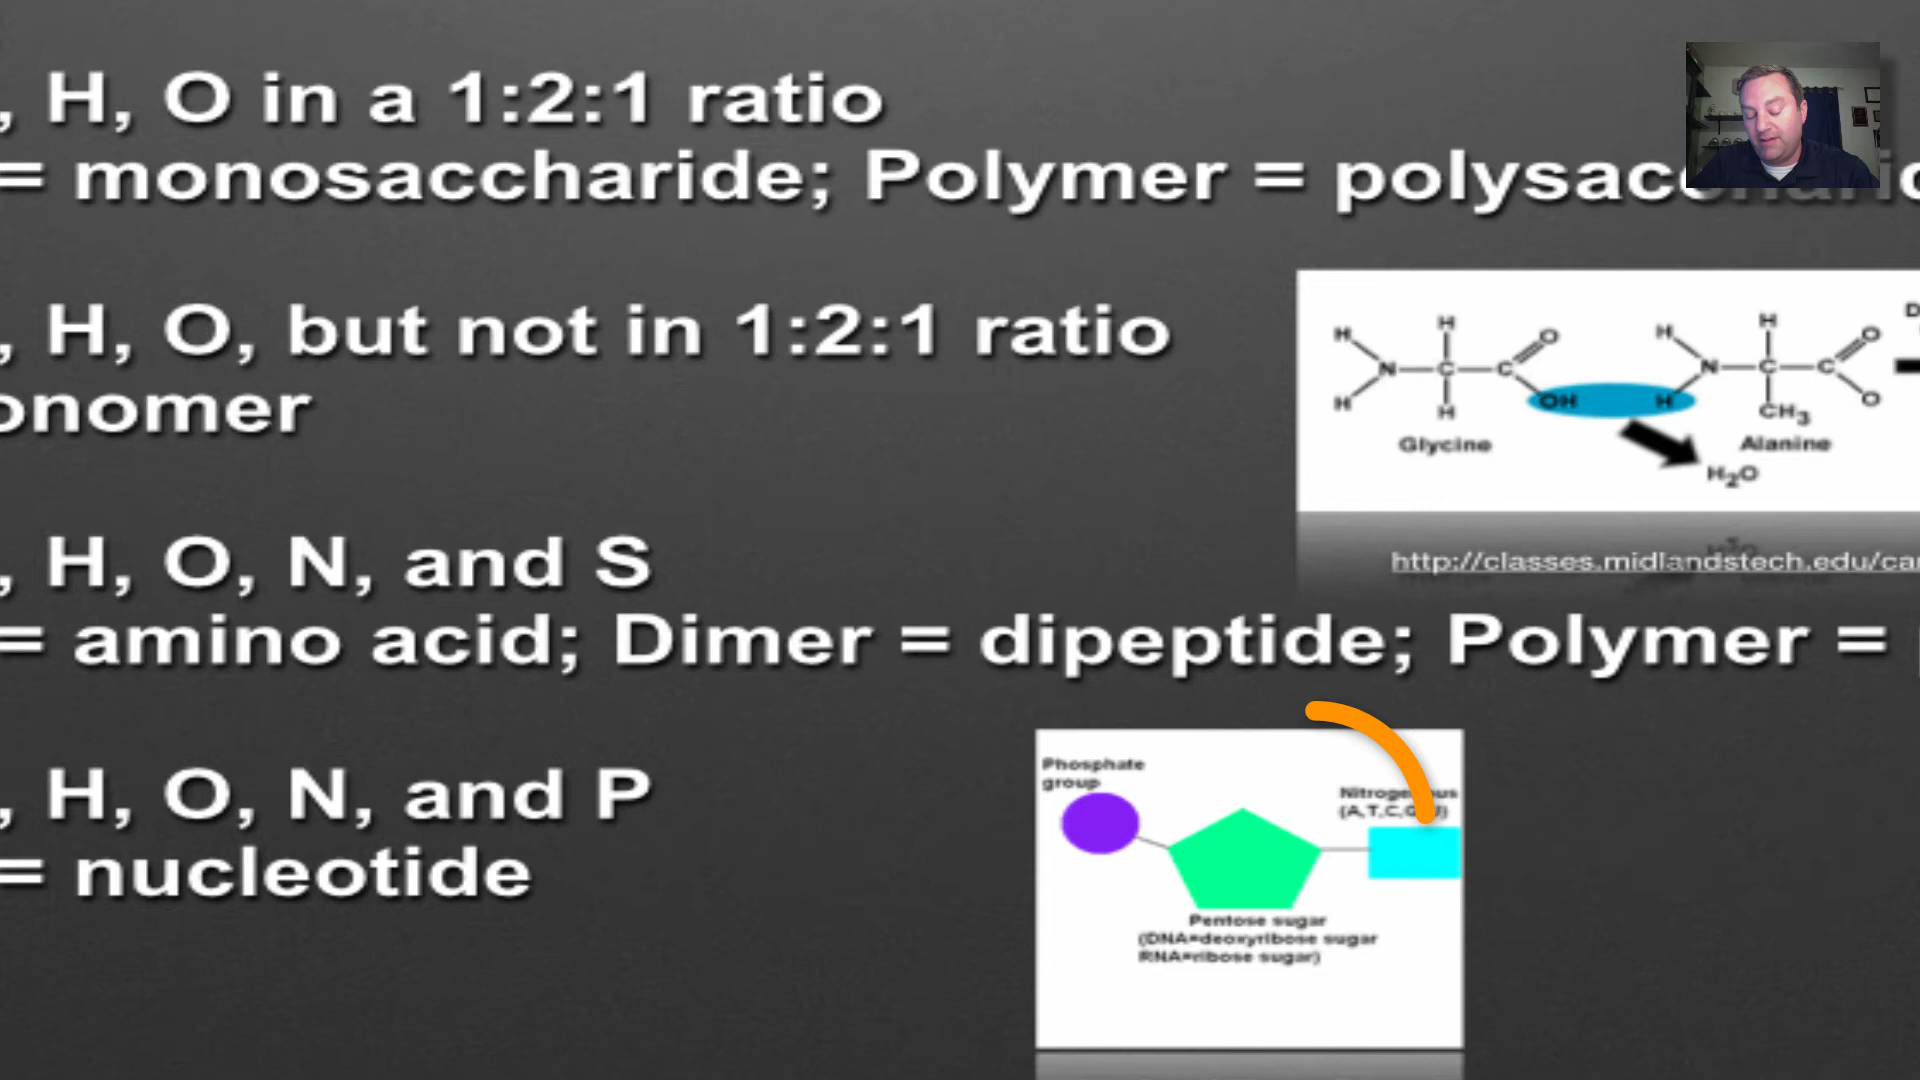 , H, O in a 1:2:1 ratio
= monosaccharide; Polymer =
, H, O, but not in 1:2:1 ratio
onomer
H H O H O
N C C N C C
H H OH H CH3 O
Glycine Alanine
H2O
http://classes.midlandstech.edu/ca
, H, O, N, and S
= amino acid; Dimer = dipeptide; Polymer =
Phosphate
group
(A,T,C,
Pentose sugar
(DNA=deoxyribose sugar
RNA=ribose sugar)
, H, O, N, and P
= nucleotide